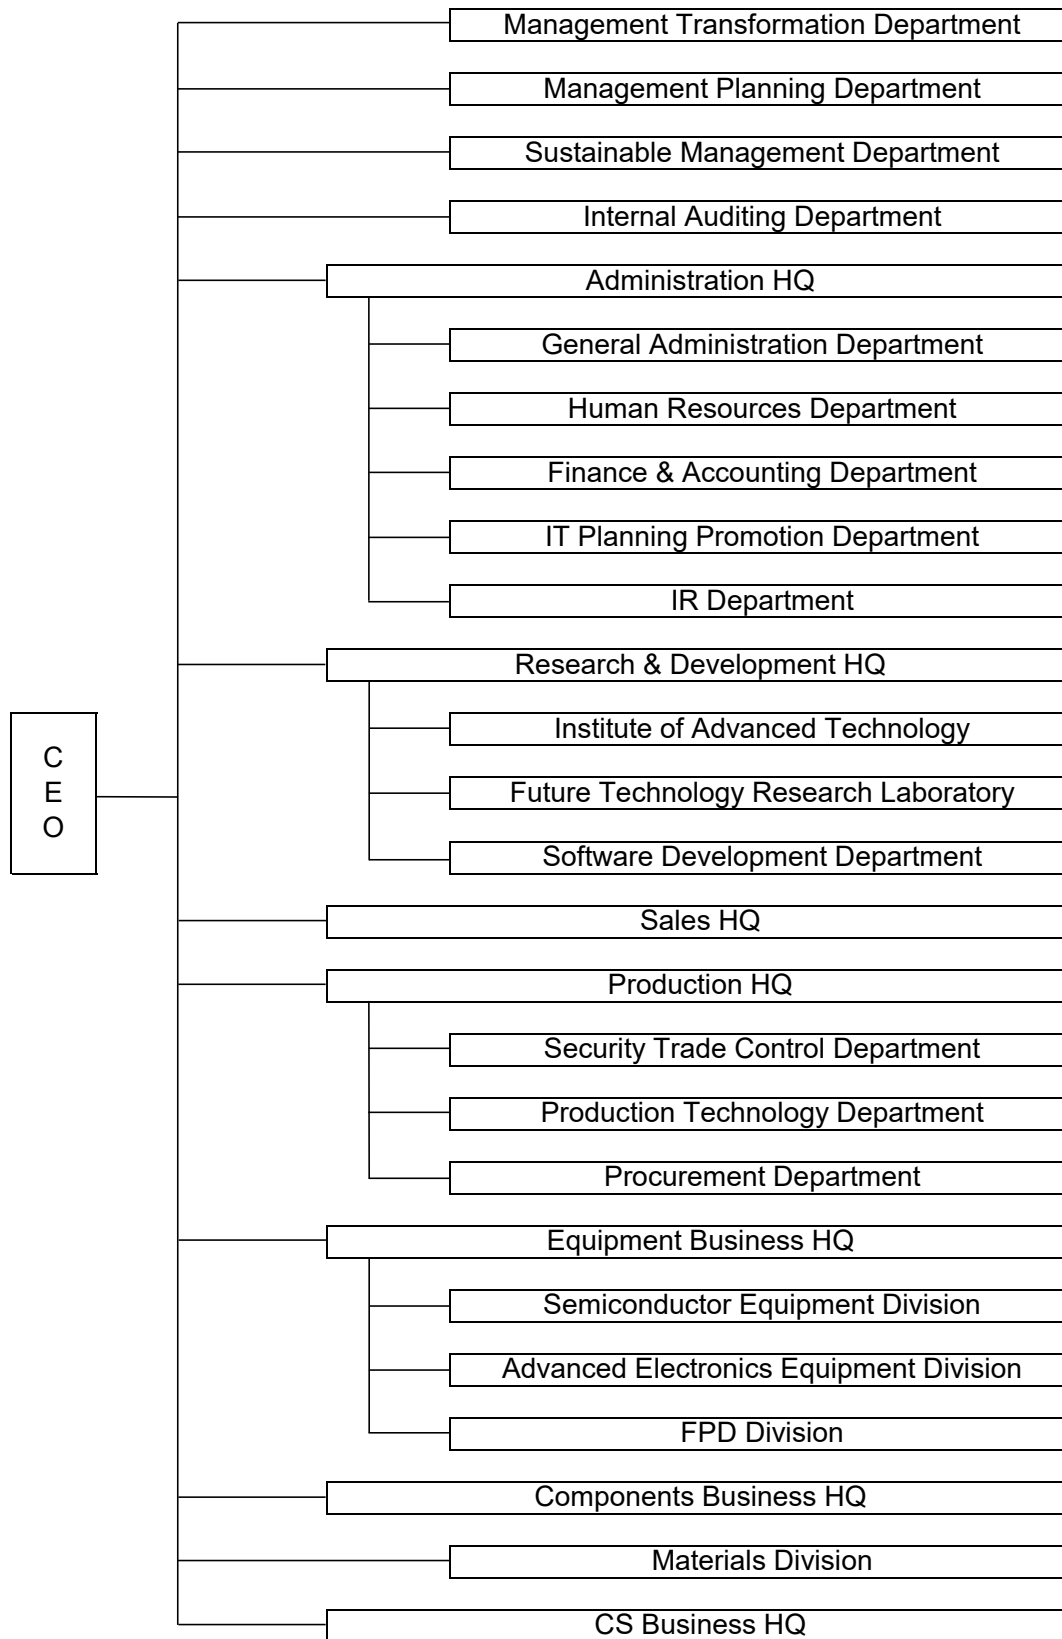 Management Transformation Department
Management Planning Department
Sustainable Management Department
Internal Auditing Department
Administration HQ
General Administration Department
Human Resources Department
Finance & Accounting Department
IT Planning Promotion Department
IR Department
Research & Development HQ
Institute of Advanced Technology
Future Technology Research Laboratory
Software Development Department
C
E
O
Sales HQ
Production HQ
Security Trade Control Department
Production Technology Department
Procurement Department
Equipment Business HQ
Semiconductor Equipment Division
Advanced Electronics Equipment Division
FPD Division
Components Business HQ
Materials Division
CS Business HQ